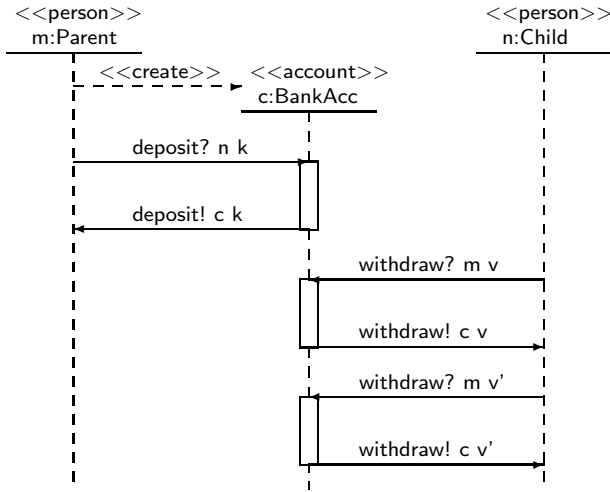 <<person>>
m:Parent
<<person>>
n:Child
<<create>>
<<account>>
c:BankAcc
deposit? n k
deposit! c k
withdraw? m v
withdraw! c v
withdraw? m v'
withdraw! c v'